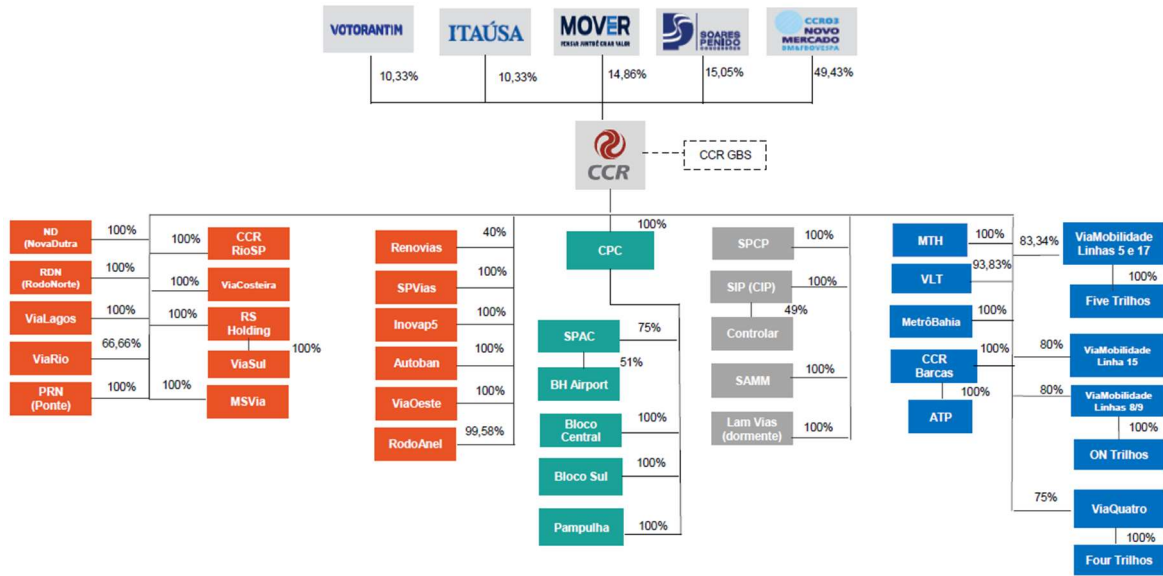 VOTORANTIM
ITAÚSA
MOVER
PENSAR JUNTO É CRIAR VALOR
SOARES
PENIDO
CCRO3
NOVO
MERCADO
BM&FBOVESPA
10,33%
10,33%
14,86%
15,05%
49,43%
CCR
CCR GBS
ND
(NovaDutra
100%
100%
CCR
RioSP
RDN
(RodoNorte)
100%
100%
ViaCosteira
ViaLagos
100%
100%
RS
Holding
ViaRio
66,66%
100%
ViaSul
PRN
(Ponte)
100%
100%
MSVia
Renovias
40%
SPVias
100%
Inovap5
100%
Autoban
100%
ViaOeste
100%
RodoAnel
99,58%
100%
CPC
SPAC
75%
51%
BH Airport
Bloco
Central
100%
Bloco Sul
100%
Pampulha
100%
SPCP
100%
SIP (CIP)
100%
49%
Controlar
SAMM
100%
Lam Vias
(dormente)
100%
MTH
100%
VLT
93,83%
MetrôBahia
100%
CCR
Barcas
100%
100%
ATP
83,34%
ViaMobilidade
Linhas 5 e 17
100%
Five Trilhos
80%
ViaMobilidade
Linha 15
80%
ViaMobilidade
Linhas 8/9
100%
ON Trilhos
75%
ViaQuatro
100%
Four Trilhos